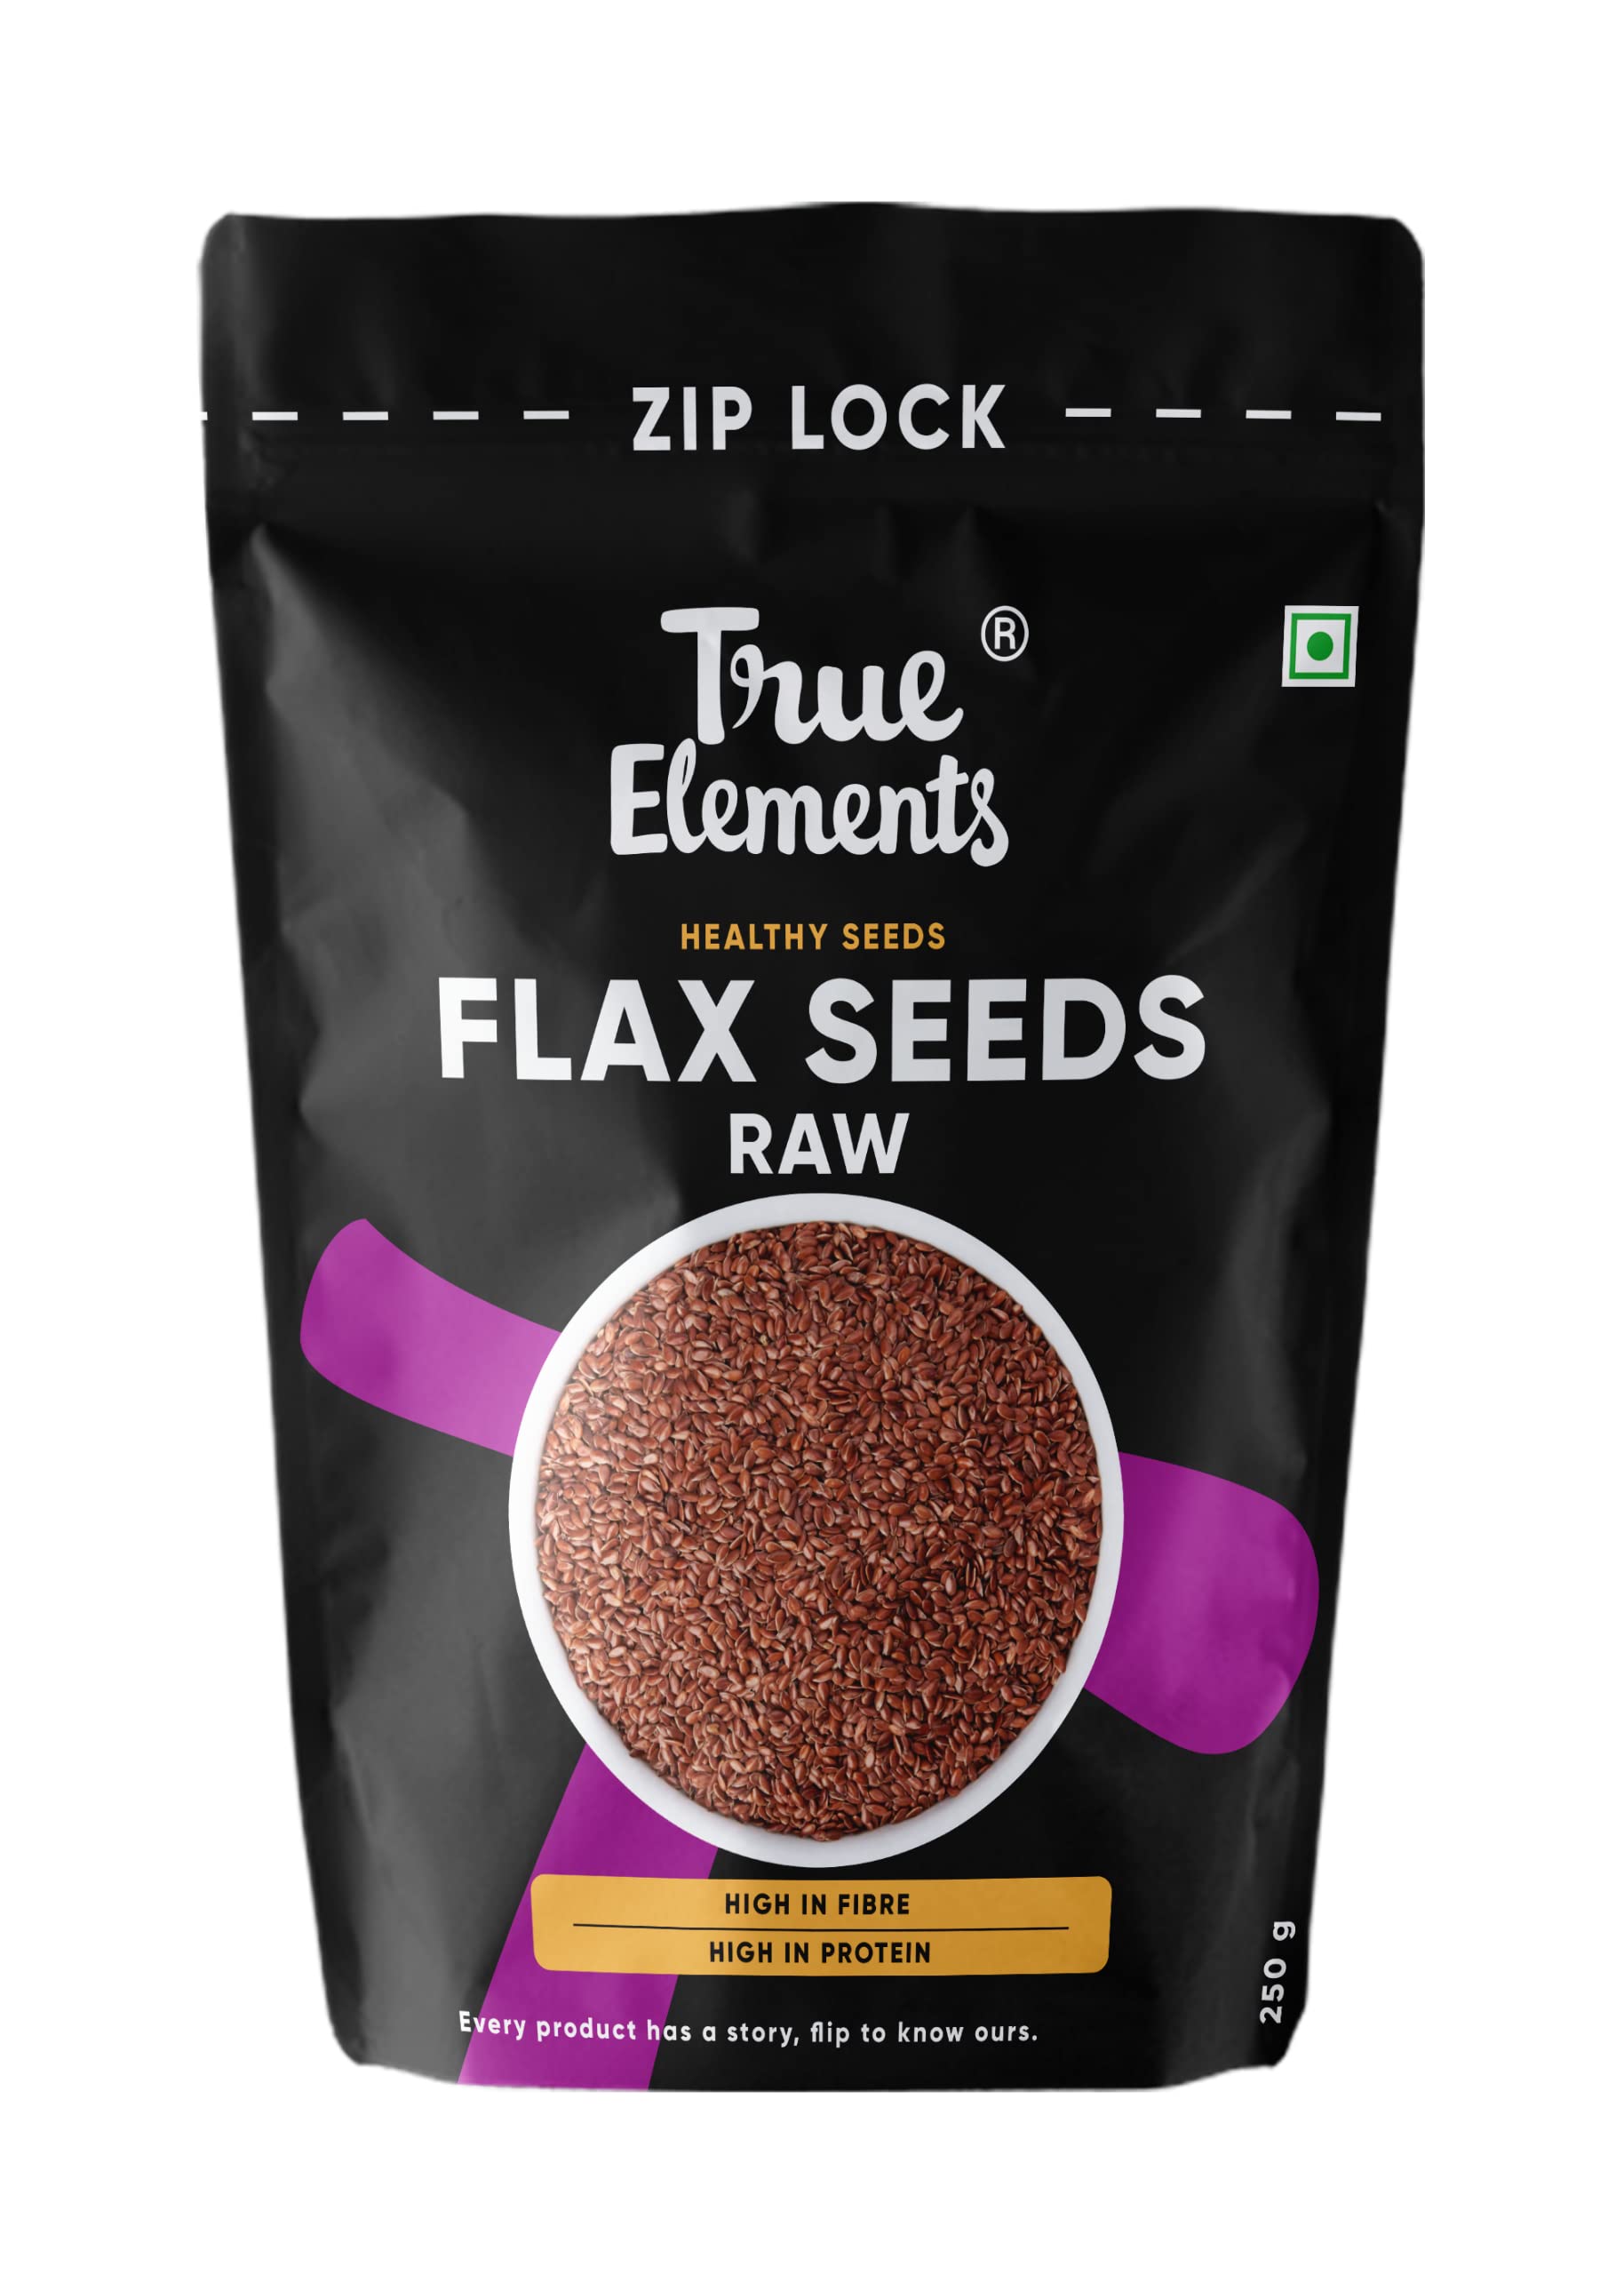 ZIP LOCK
True ®
Elements
HEALTHY SEEDS
FLAX SEEDS
RAW
HIGH IN FIBRE
HIGH IN PROTEIN
Every product has a story, flip to know ours.
250 g